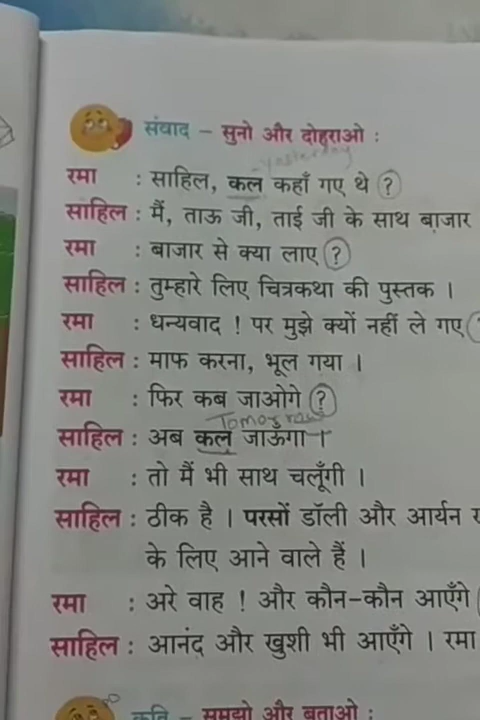 संवाद – सुनो और दोहराओ :
yesterday
रमा : साहिल, कल कहाँ गए थे ?
साहिल : मैं, ताऊ जी, ताई जी के साथ बाजार
रमा : बाजार से क्या लाए ?
साहिल : तुम्हारे लिए चित्रकथा की पुस्तक ।
रमा : धन्यवाद ! पर मुझे क्यों नहीं ले गए
साहिल : माफ करना, भूल गया ।
रमा : फिर कब जाओगे ?
Tomorrow
साहिल : अब कल जाऊँगा ।
रमा : तो मैं भी साथ चलूँगी ।
साहिल : ठीक है । परसों डॉली और आर्यन
के लिए आने वाले हैं ।
रमा : अरे वाह ! और कौन-कौन आएँगे
साहिल : आनंद और खुशी भी आएँगे । रमा
कृति – समझो और बताओ :